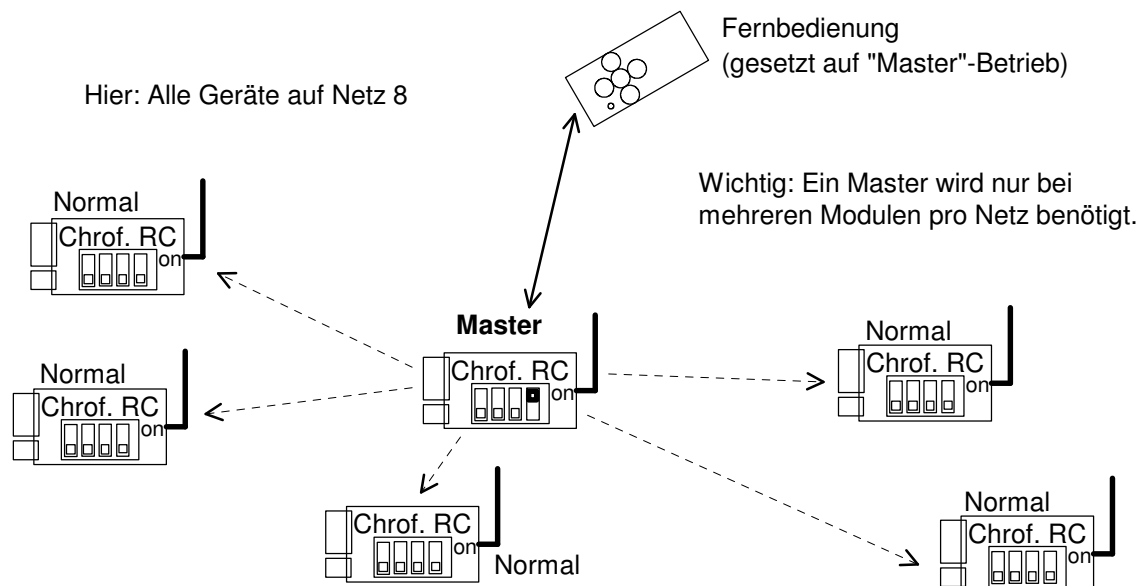 Fernbedienung
(gesetzt auf "Master"-Betrieb)
Hier: Alle Geräte auf Netz 8
Wichtig: Ein Master wird nur bei
mehreren Modulen pro Netz benötigt.
Normal
Chrof. RC
on
Master
Chrof. RC
on
Normal
Chrof. RC
on
Normal
Chrof. RC
on
Chrof. RC
on
Normal
Normal
Chrof. RC
on